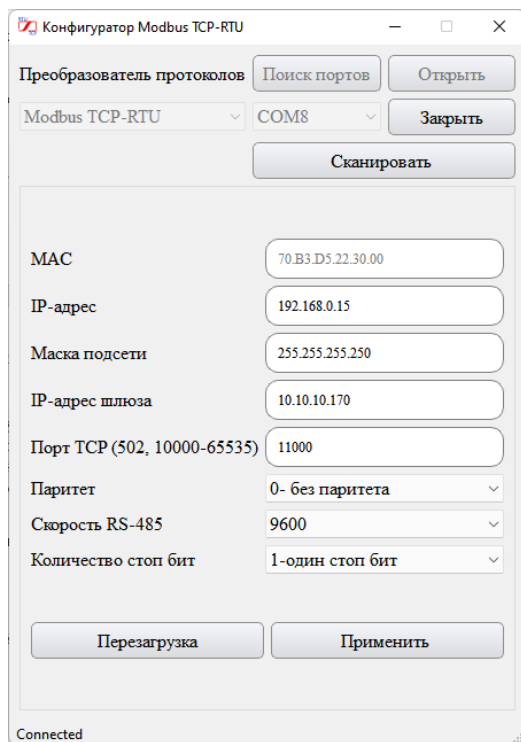 Конфигуратор Modbus TCP-RTU
Преобразователь протоколов Поиск портов Открыть
Modbus TCP-RTU COM8 Закрыть
Сканировать
MAC 70.B3.D5.22.30.00
IP-адрес 192.168.0.15
Маска подсети 255.255.255.250
IP-адрес шлюза 10.10.10.170
Порт TCP (502, 10000-65535) 11000
Паритет 0- без паритета
Скорость RS-485 9600
Количество стоп бит 1-один стоп бит
Перезагрузка Применить
Connected